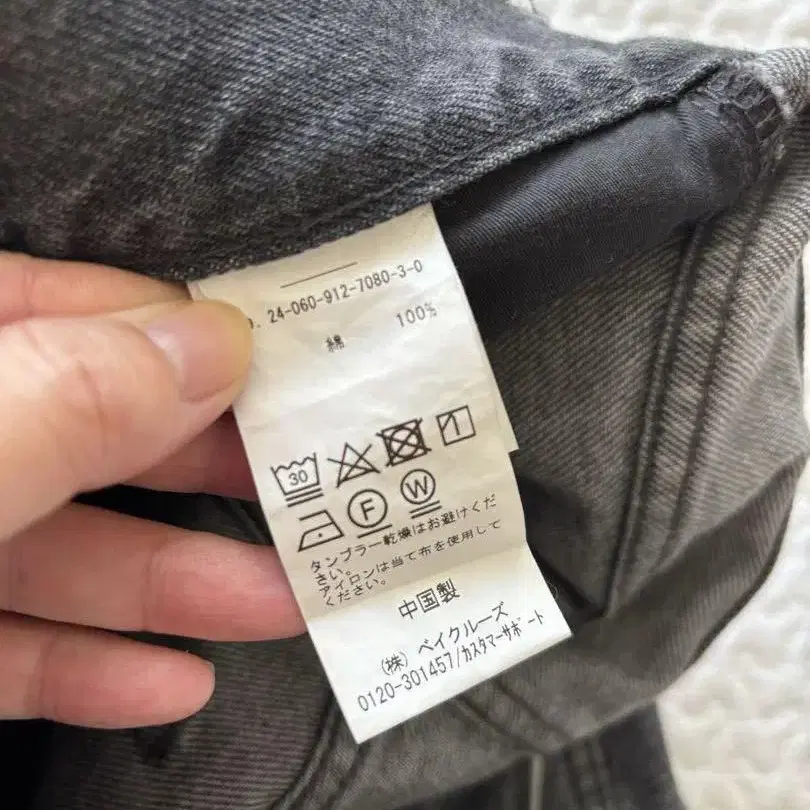 . 24-060-912-7080-3-0
綿 100%
30
F W
タンブラー乾燥はお避けくだ
さい。
アイロンは当て布を使用して
ください。
中国製
(株) ベイクルーズ
0120-301457/カスタマーサポート